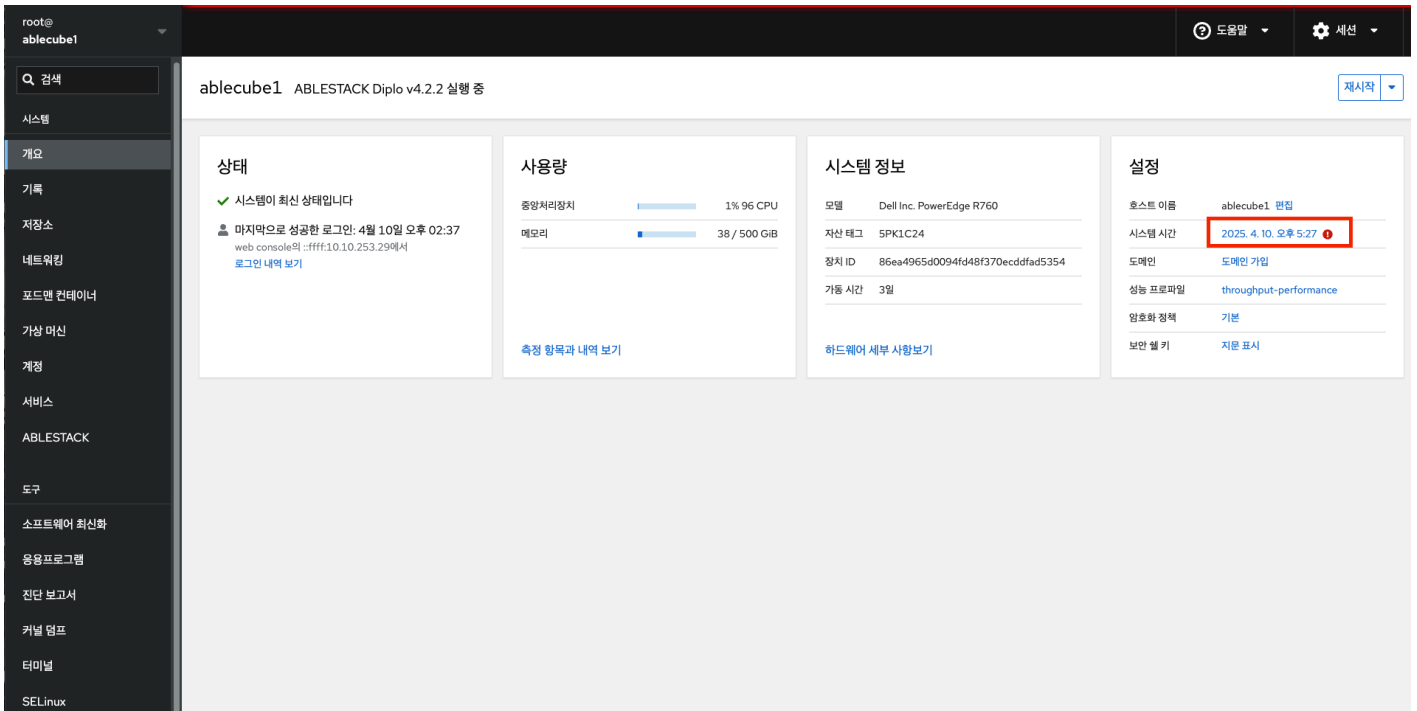 root@
ablecube1
도움말
세션
검색
시스템
개요
기록
저장소
네트워킹
포드맨 컨테이너
가상 머신
계정
서비스
ABLESTACK
도구
소프트웨어 최신화
응용프로그램
진단 보고서
커널 덤프
터미널
SELinux
ablecube1 ABLESTACK Diplo v4.2.2 실행 중
재시작
상태
시스템이 최신 상태입니다
마지막으로 성공한 로그인: 4월 10일 오후 02:37
web console의 ::ffff:10.10.253.29에서
로그인 내역 보기
사용량
중앙처리장치 1% 96 CPU
메모리 38 / 500 GiB
측정 항목과 내역 보기
시스템 정보
모델 Dell Inc. PowerEdge R760
자산 태그 5PK1C24
장치 ID 86ea4965d0094fd48f370ecddfad5354
가동 시간 3일
하드웨어 세부 사항보기
설정
호스트 이름 ablecube1 편집
시스템 시간 2025. 4. 10. 오후 5:27
도메인 도메인 가입
성능 프로파일 throughput-performance
암호화 정책 기본
보안 쉘 키 지문 표시